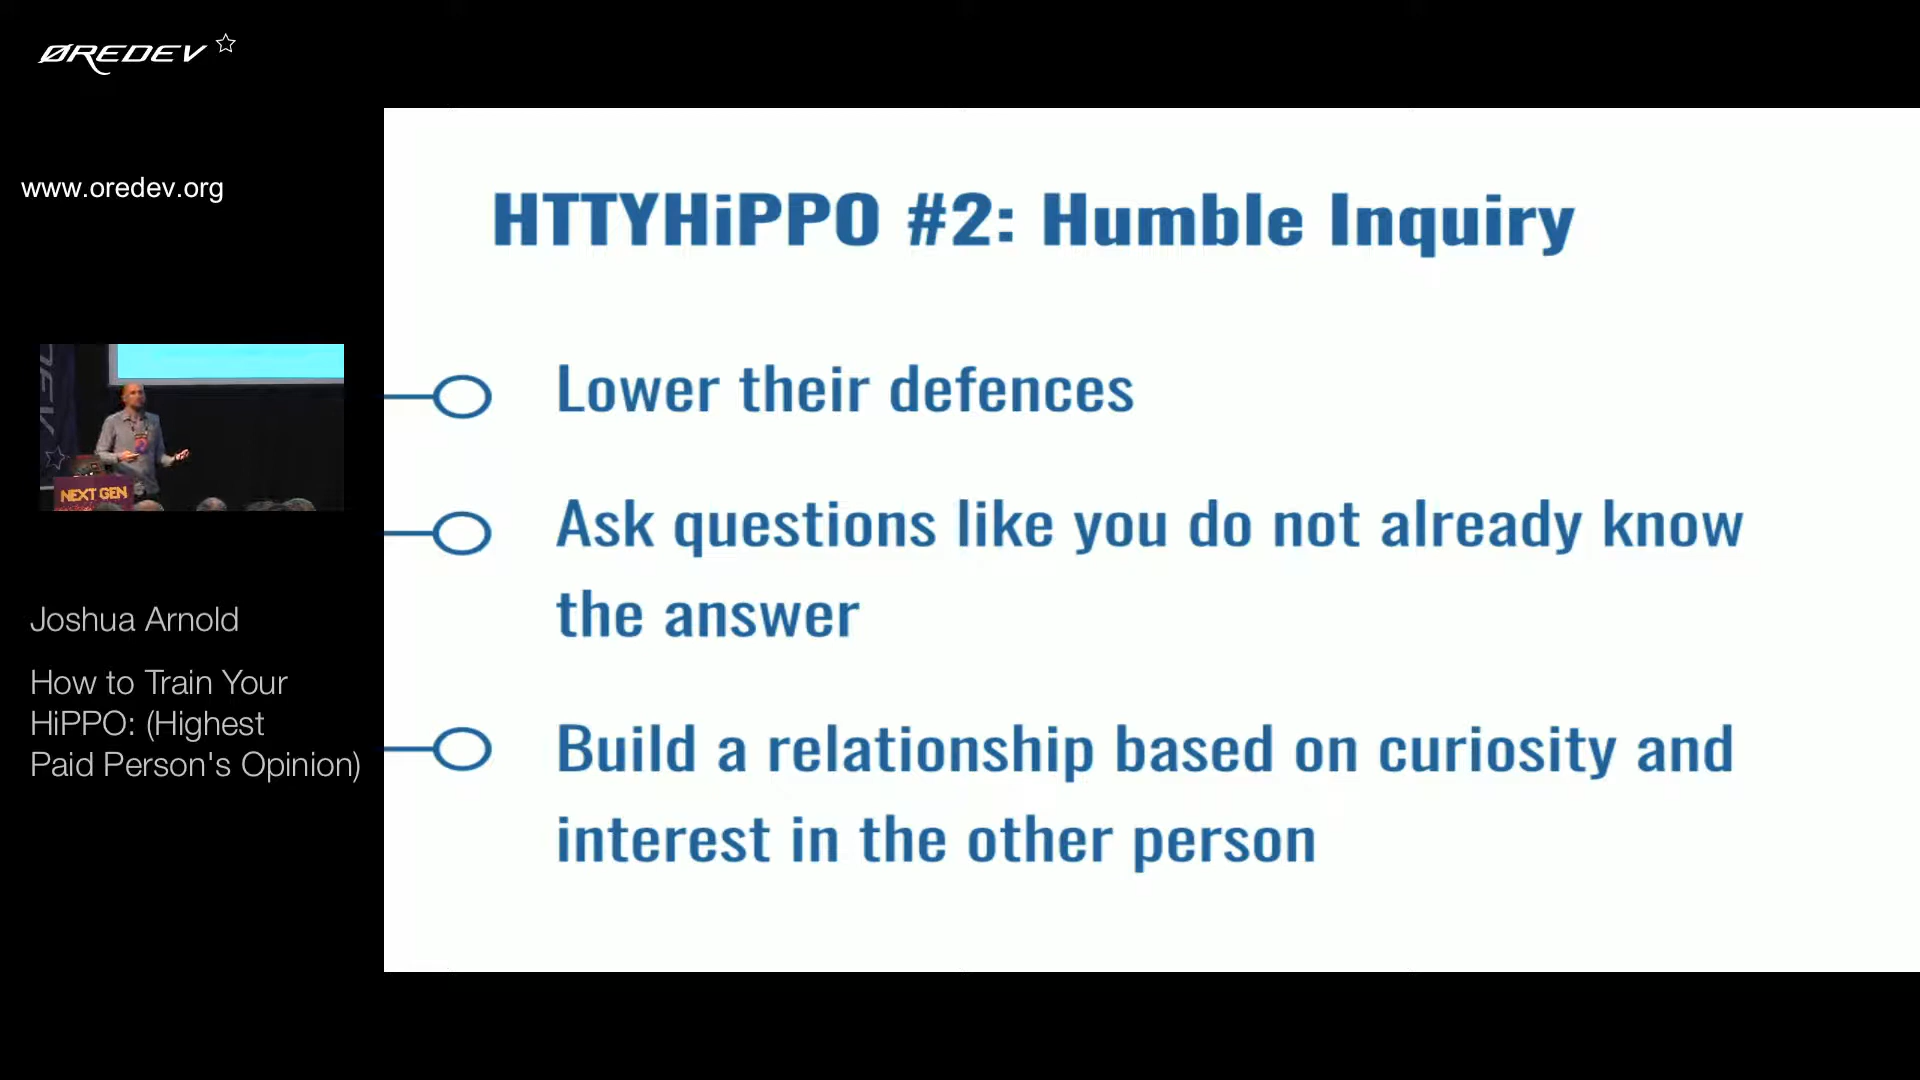 ØREDEV
www.oredev.org
NEXT GEN
Joshua Arnold
How to Train Your
HiPPO: (Highest
Paid Person's Opinion)
HTTYHiPPO #2: Humble Inquiry
Lower their defences
Ask questions like you do not already know
the answer
Build a relationship based on curiosity and
interest in the other person